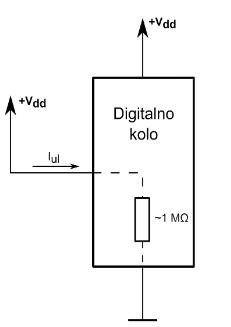 +Vdd
+Vdd
Digitalno
kolo
Iul
~1 MΩ